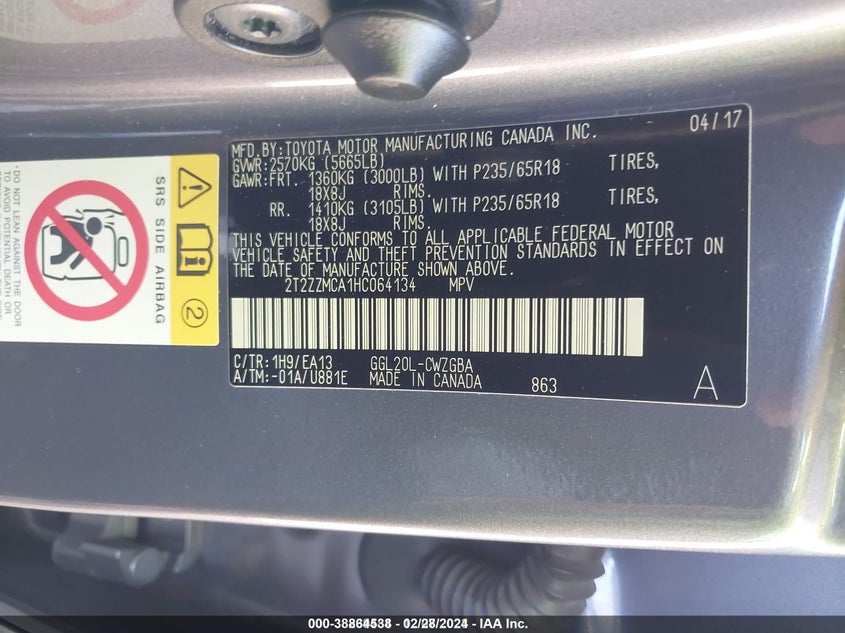 MFD.BY:TOYOTA MOTOR MANUFACTURING CANADA INC. 04/17
GVWR:2570KG (5665LB)
GAWR:FRT. 1360KG (3000LB) WITH P235/65R18 TIRES,
18X8J RIMS.
RR. 1410KG (3105LB) WITH P235/65R18 TIRES,
18X8J RIMS.
THIS VEHICLE CONFORMS TO ALL APPLICABLE FEDERAL MOTOR
VEHICLE SAFETY AND THEFT PREVENTION STANDARDS IN EFFECT ON
THE DATE OF MANUFACTURE SHOWN ABOVE.
2T2ZZMCA1HC064134 MPV
C/TR:1H9/EA13 GGL20L-CWZGBA
A/TM:-01A/U881E MADE IN CANADA 863 A
SRS SIDE AIRBAG
2
• DO NOT LEAN AGAINST THE DOOR
TO AVOID POTENTIAL DEATH OR
SERIOUS
000-38864538 - 02/28/2024 - IAA Inc.